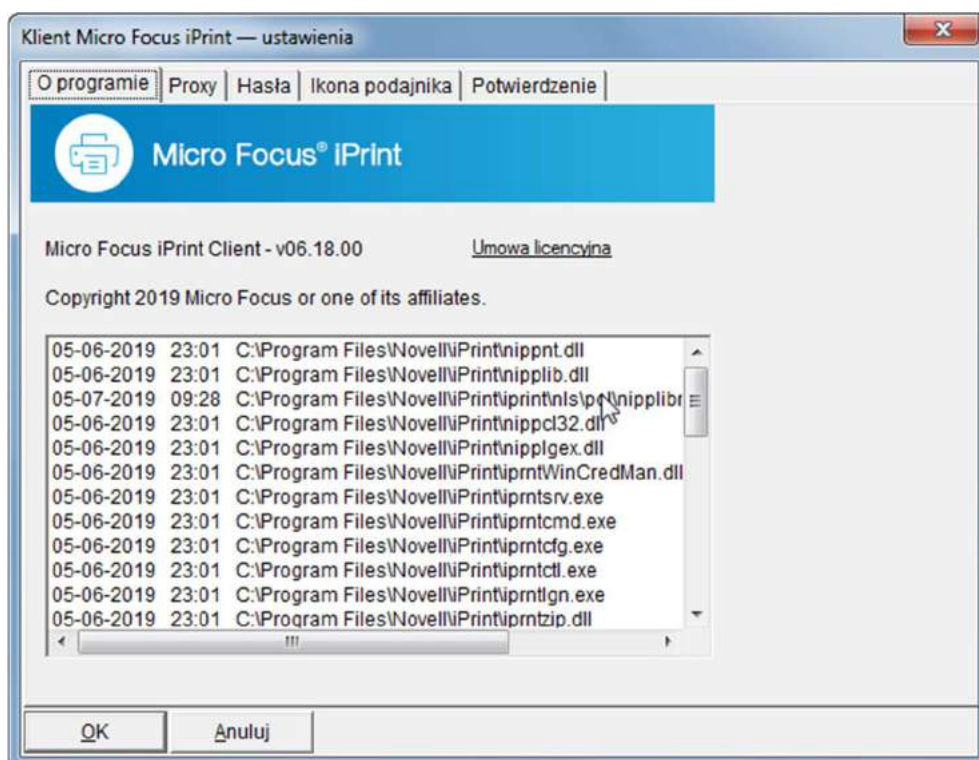 Klient Micro Focus iPrint — ustawienia
O programie Proxy Hasła Ikona podajnika Potwierdzenie
Micro Focus® iPrint
Micro Focus iPrint Client - v06.18.00 Umowa licencyjna
Copyright 2019 Micro Focus or one of its affiliates.
05-06-2019 23:01 C:\Program Files\Novell\iPrint\nippnt.dll
05-06-2019 23:01 C:\Program Files\Novell\iPrint\nipplib.dll
05-07-2019 09:28
05-06-2019 23:01 C:\Program Files\Novell\iPrint\nippcl32.dll
05-06-2019 23:01 C:\Program Files\Novell\iPrint\nipplgex.dll
05-06-2019 23:01 C:\Program Files\Novell\iPrint\iprntWinCredMan.dll
05-06-2019 23:01 C:\Program Files\Novell\iPrint\iprntsrv.exe
05-06-2019 23:01 C:\Program Files\Novell\iPrint\iprntcmd.exe
05-06-2019 23:01 C:\Program Files\Novell\iPrint\iprntcfg.exe
05-06-2019 23:01 C:\Program Files\Novell\iPrint\iprntctl.exe
05-06-2019 23:01 C:\Program Files\Novell\iPrint\iprntlgn.exe
05-06-2019 23:01 C:\Program Files\Novell\iPrint\iprntzip.dll
OK Anuluj